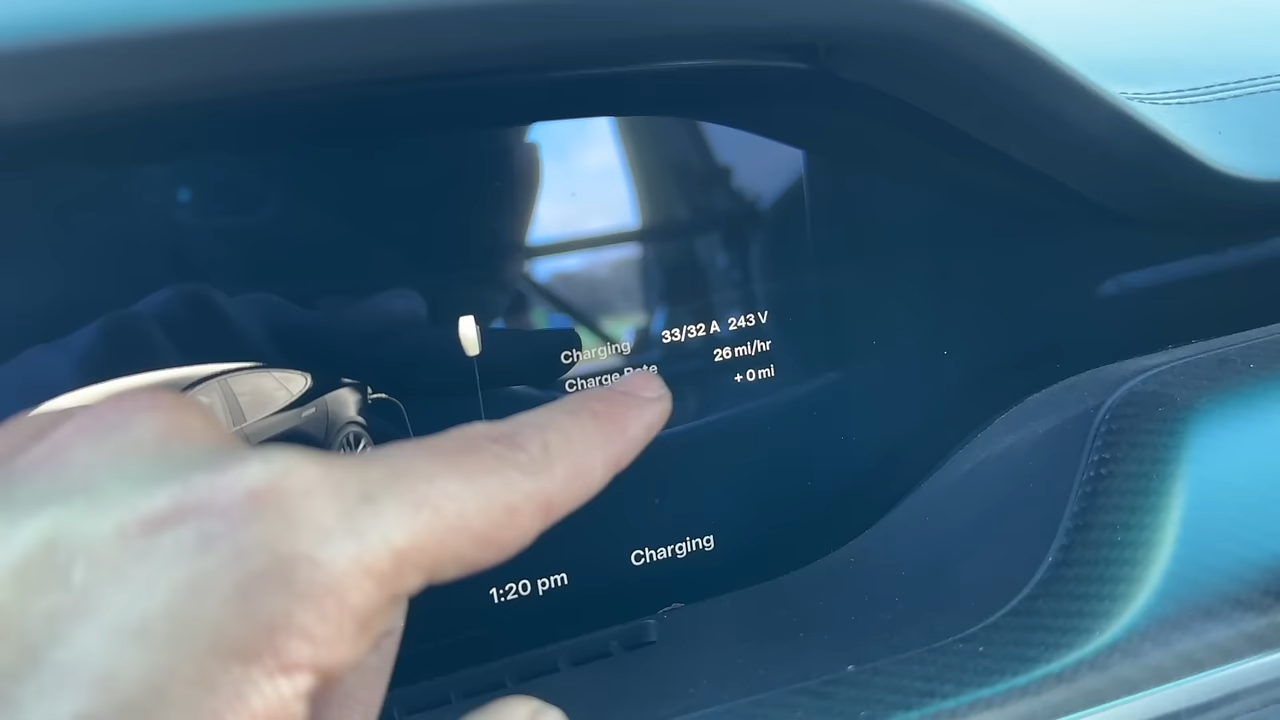 Charging 33/32 A 243 V
Charge Rate 26 mi/hr
+ 0 mi
Charging
1:20 pm